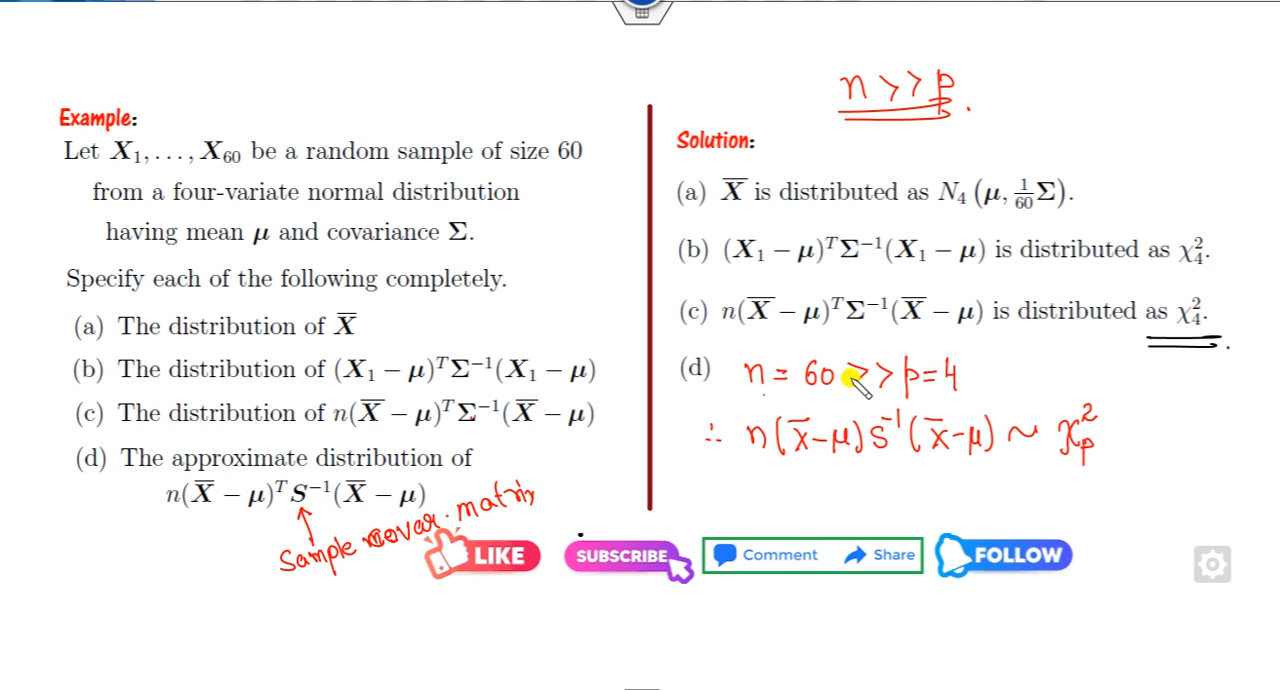 Example:
Let X₁, . . . , X₆₀ be a random sample of size 60
from a four-variate normal distribution
having mean μ and covariance Σ.
Specify each of the following completely.
(a) The distribution of X̅
(b) The distribution of (X₁ − μ)ᵀΣ⁻¹(X₁ − μ)
(c) The distribution of n(X̅ − μ)ᵀΣ⁻¹(X̅ − μ)
(d) The approximate distribution of
n(X̅ − μ)ᵀS⁻¹(X̅ − μ)
Sample covar. matrix
n >> p.
Solution:
(a) X̅ is distributed as N₄(μ, 1/60 Σ).
(b) (X₁ − μ)ᵀΣ⁻¹(X₁ − μ) is distributed as χ²₄.
(c) n(X̅ − μ)ᵀΣ⁻¹(X̅ − μ) is distributed as χ²₄.
(d) n = 60 >> p = 4
∴ n(x̅−μ)S⁻¹(x̅−μ) ~ χ²ₚ
LIKE
SUBSCRIBE
Comment
Share
FOLLOW